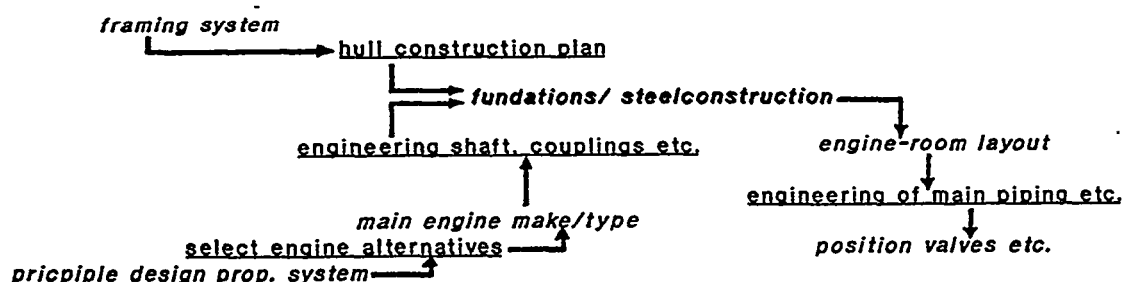 framing system
hull construction plan
fundations/ steelconstruction
engineering shaft, couplings etc.
engine-room layout
engineering of main piping etc.
main engine make/type
select engine alternatives
position valves etc.
pricpiple design prop. system